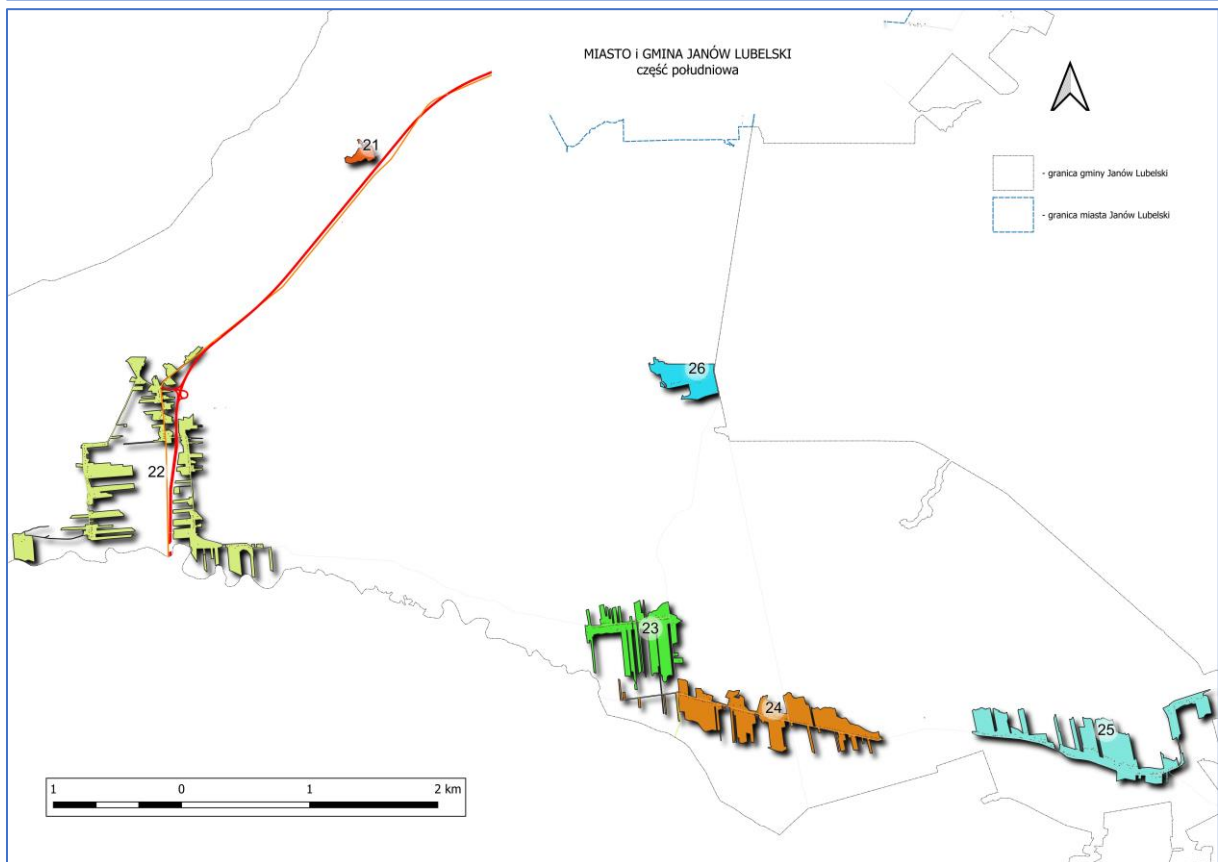 MIASTO i GMINA JANÓW LUBELSKI
część południowa
- granica gminy Janów Lubelski
- granica miasta Janów Lubelski
21
26
22
23
24
25
1 0 1 2 km